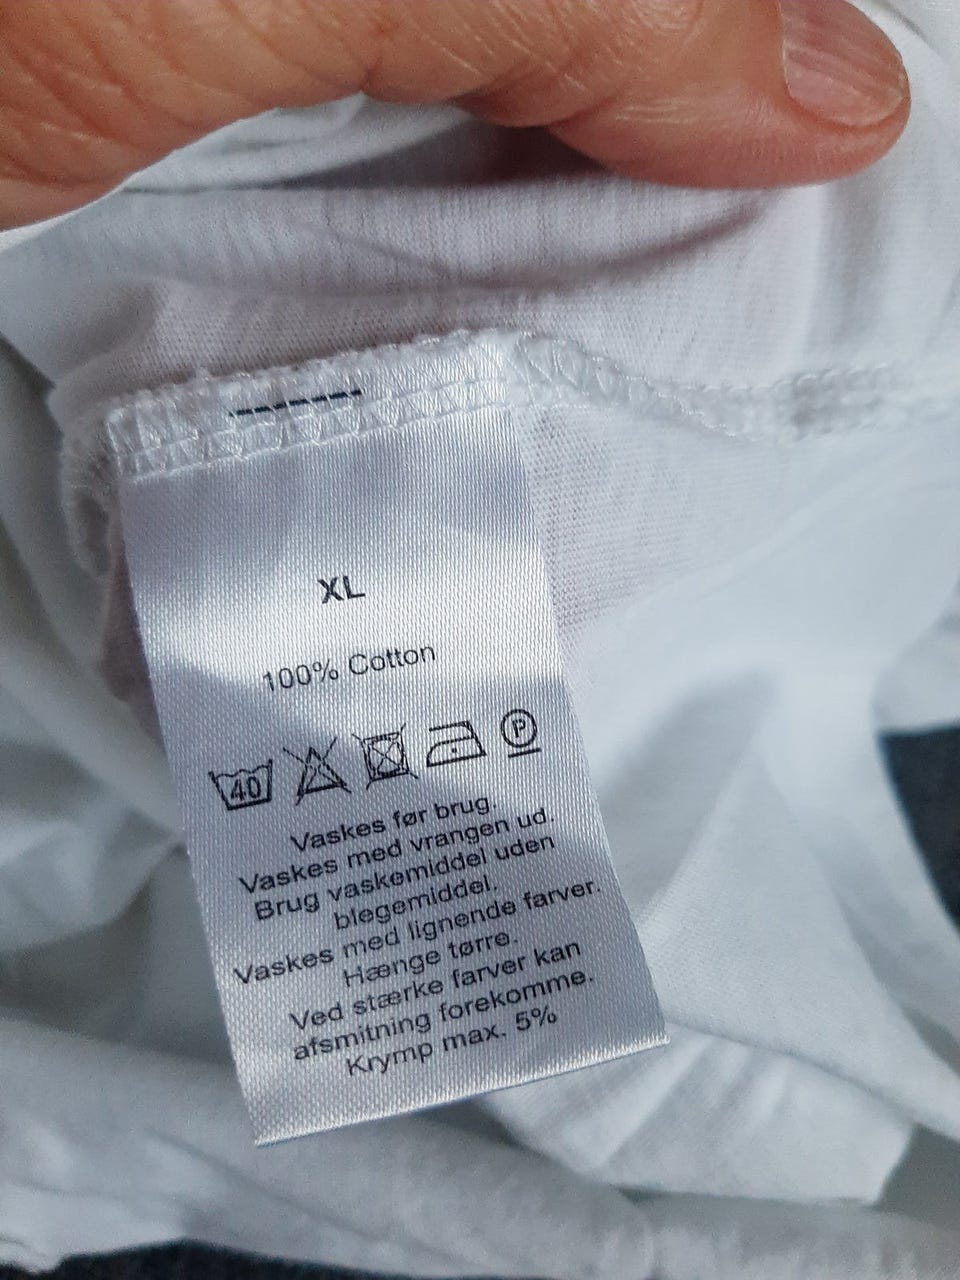 XL
100% Cotton
40 P
Vaskes før brug.
Vaskes med vrangen ud.
Brug vaskemiddel uden
blegemiddel.
Vaskes med lignende farver.
Hænge tørre.
Ved stærke farver kan
afsmitning forekomme.
Krymp max. 5%